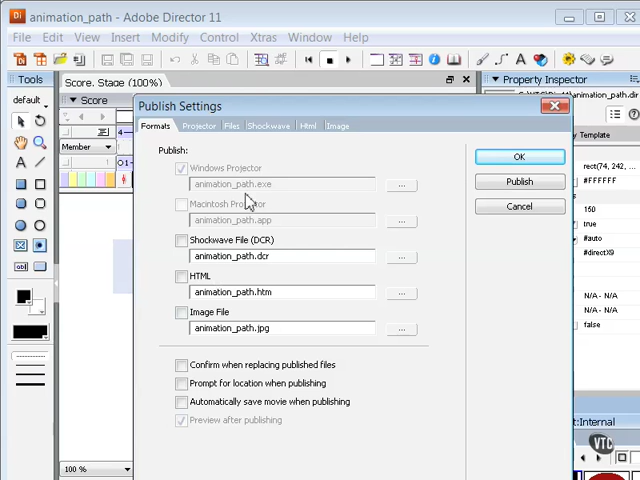 animation_path - Adobe Director 11
File Edit View Insert Modify Control Xtras Window Help
Tools
default
Score. Stage (100%)
Score
Member
100 %
Property Inspector
Template
rect(74, 242,
#FFFFFF
150
#auto
#directX9
N/A - N/A
N/A - N/A
false
:Internal
VTC
Publish Settings
Formats Projector Files Shockwave Html Image
Publish:
Windows Projector
animation_path.exe
...
Macintosh Projector
animation_path.app
...
Shockwave File (DCR)
animation_path.dcr
...
HTML
animation_path.htm
...
Image File
animation_path.jpg
...
Confirm when replacing published files
Prompt for location when publishing
Automatically save movie when publishing
Preview after publishing
OK
Publish
Cancel